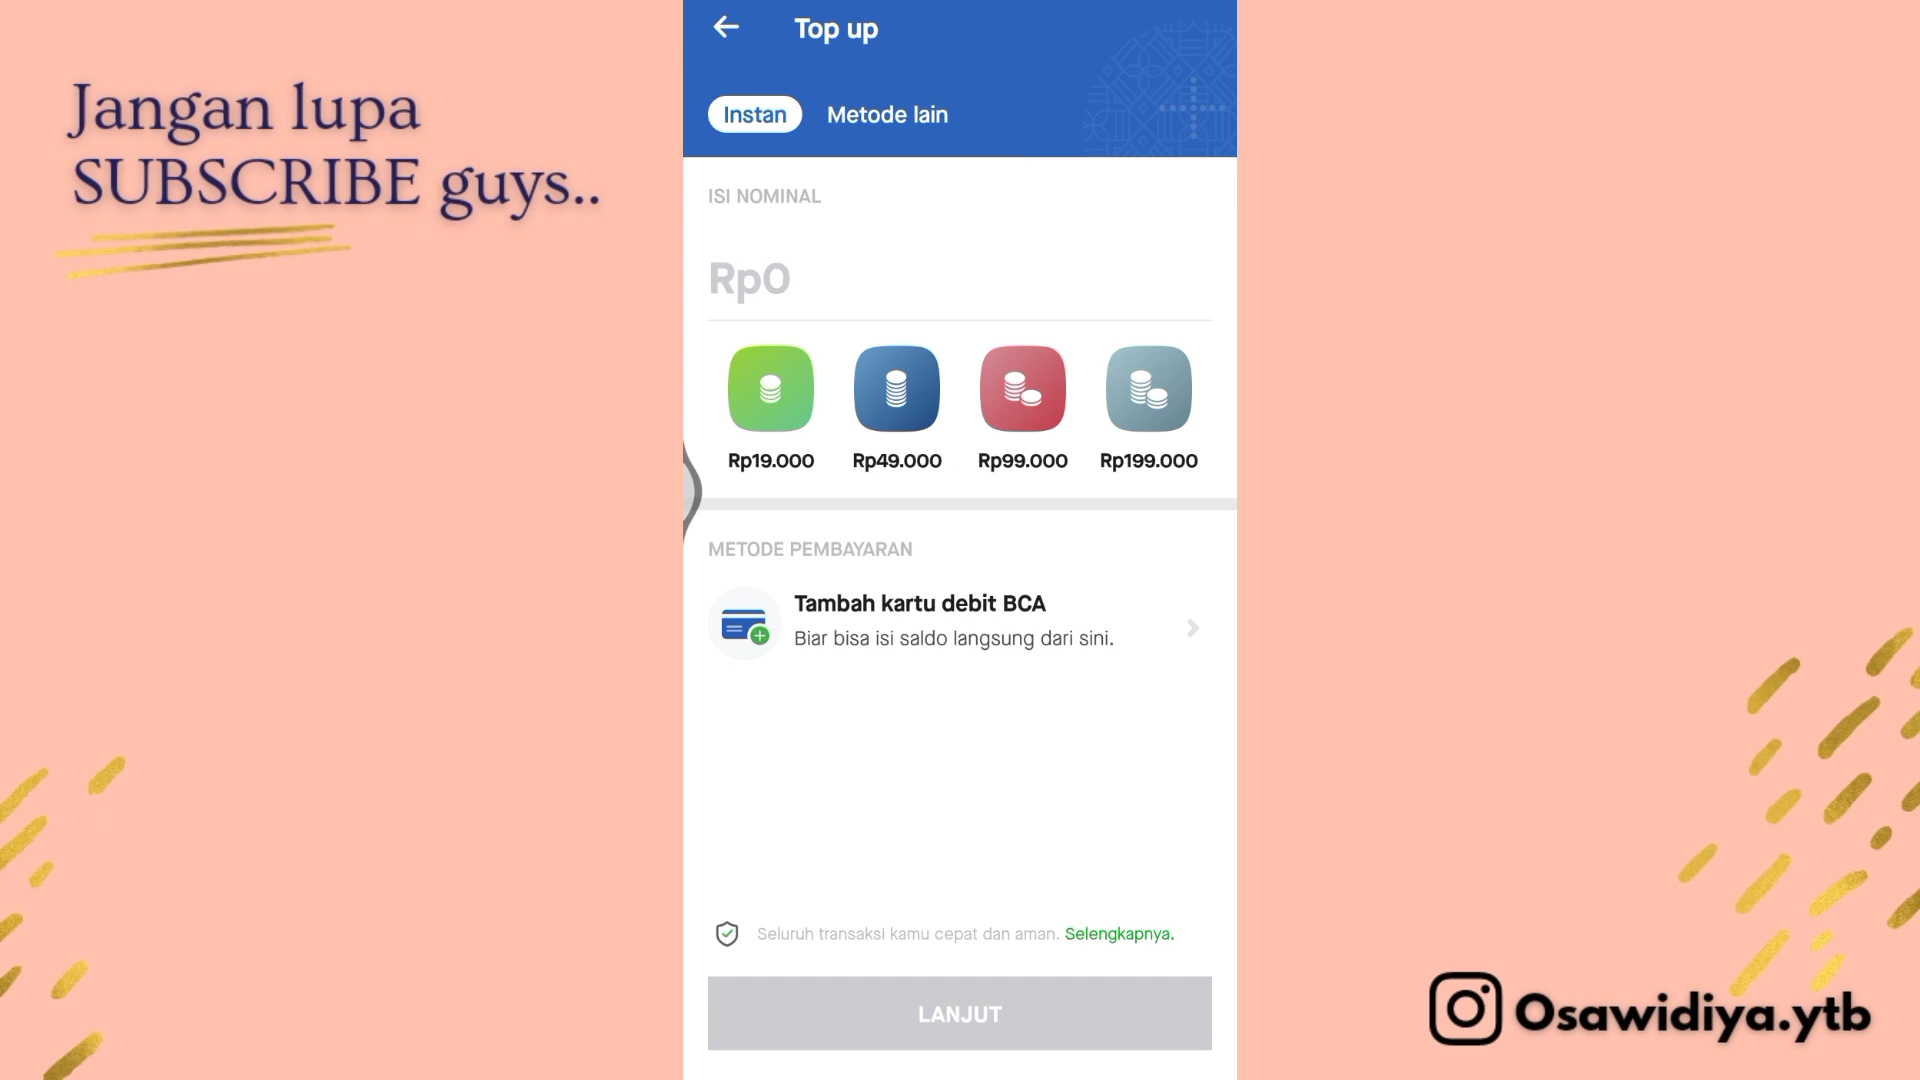 Jangan lupa
SUBSCRIBE guys..
Top up
Instan
Metode lain
ISI NOMINAL
Rp0
Rp19.000
Rp49.000
Rp99.000
Rp199.000
METODE PEMBAYARAN
Tambah kartu debit BCA
Biar bisa isi saldo langsung dari sini.
Seluruh transaksi kamu cepat dan aman. Selengkapnya.
LANJUT
Osawidiya.ytb